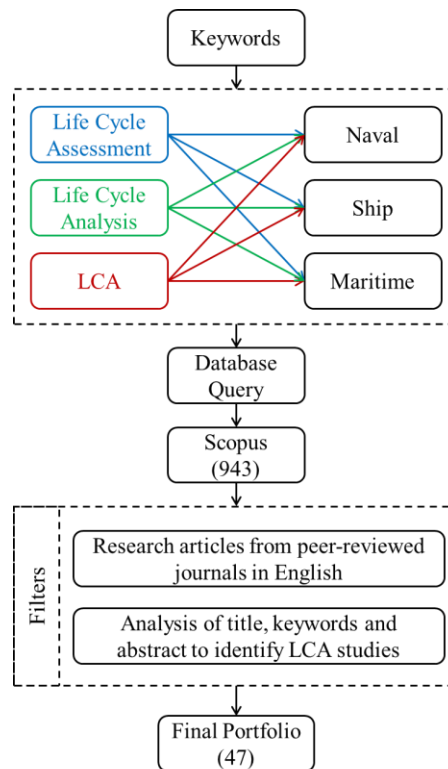 Keywords
Life Cycle
Assessment
Naval
Life Cycle
Analysis
Ship
LCA
Maritime
Database
Query
Scopus
(943)
Filters
Research articles from peer-reviewed
journals in English
Analysis of title, keywords and
abstract to identify LCA studies
Final Portfolio
(47)